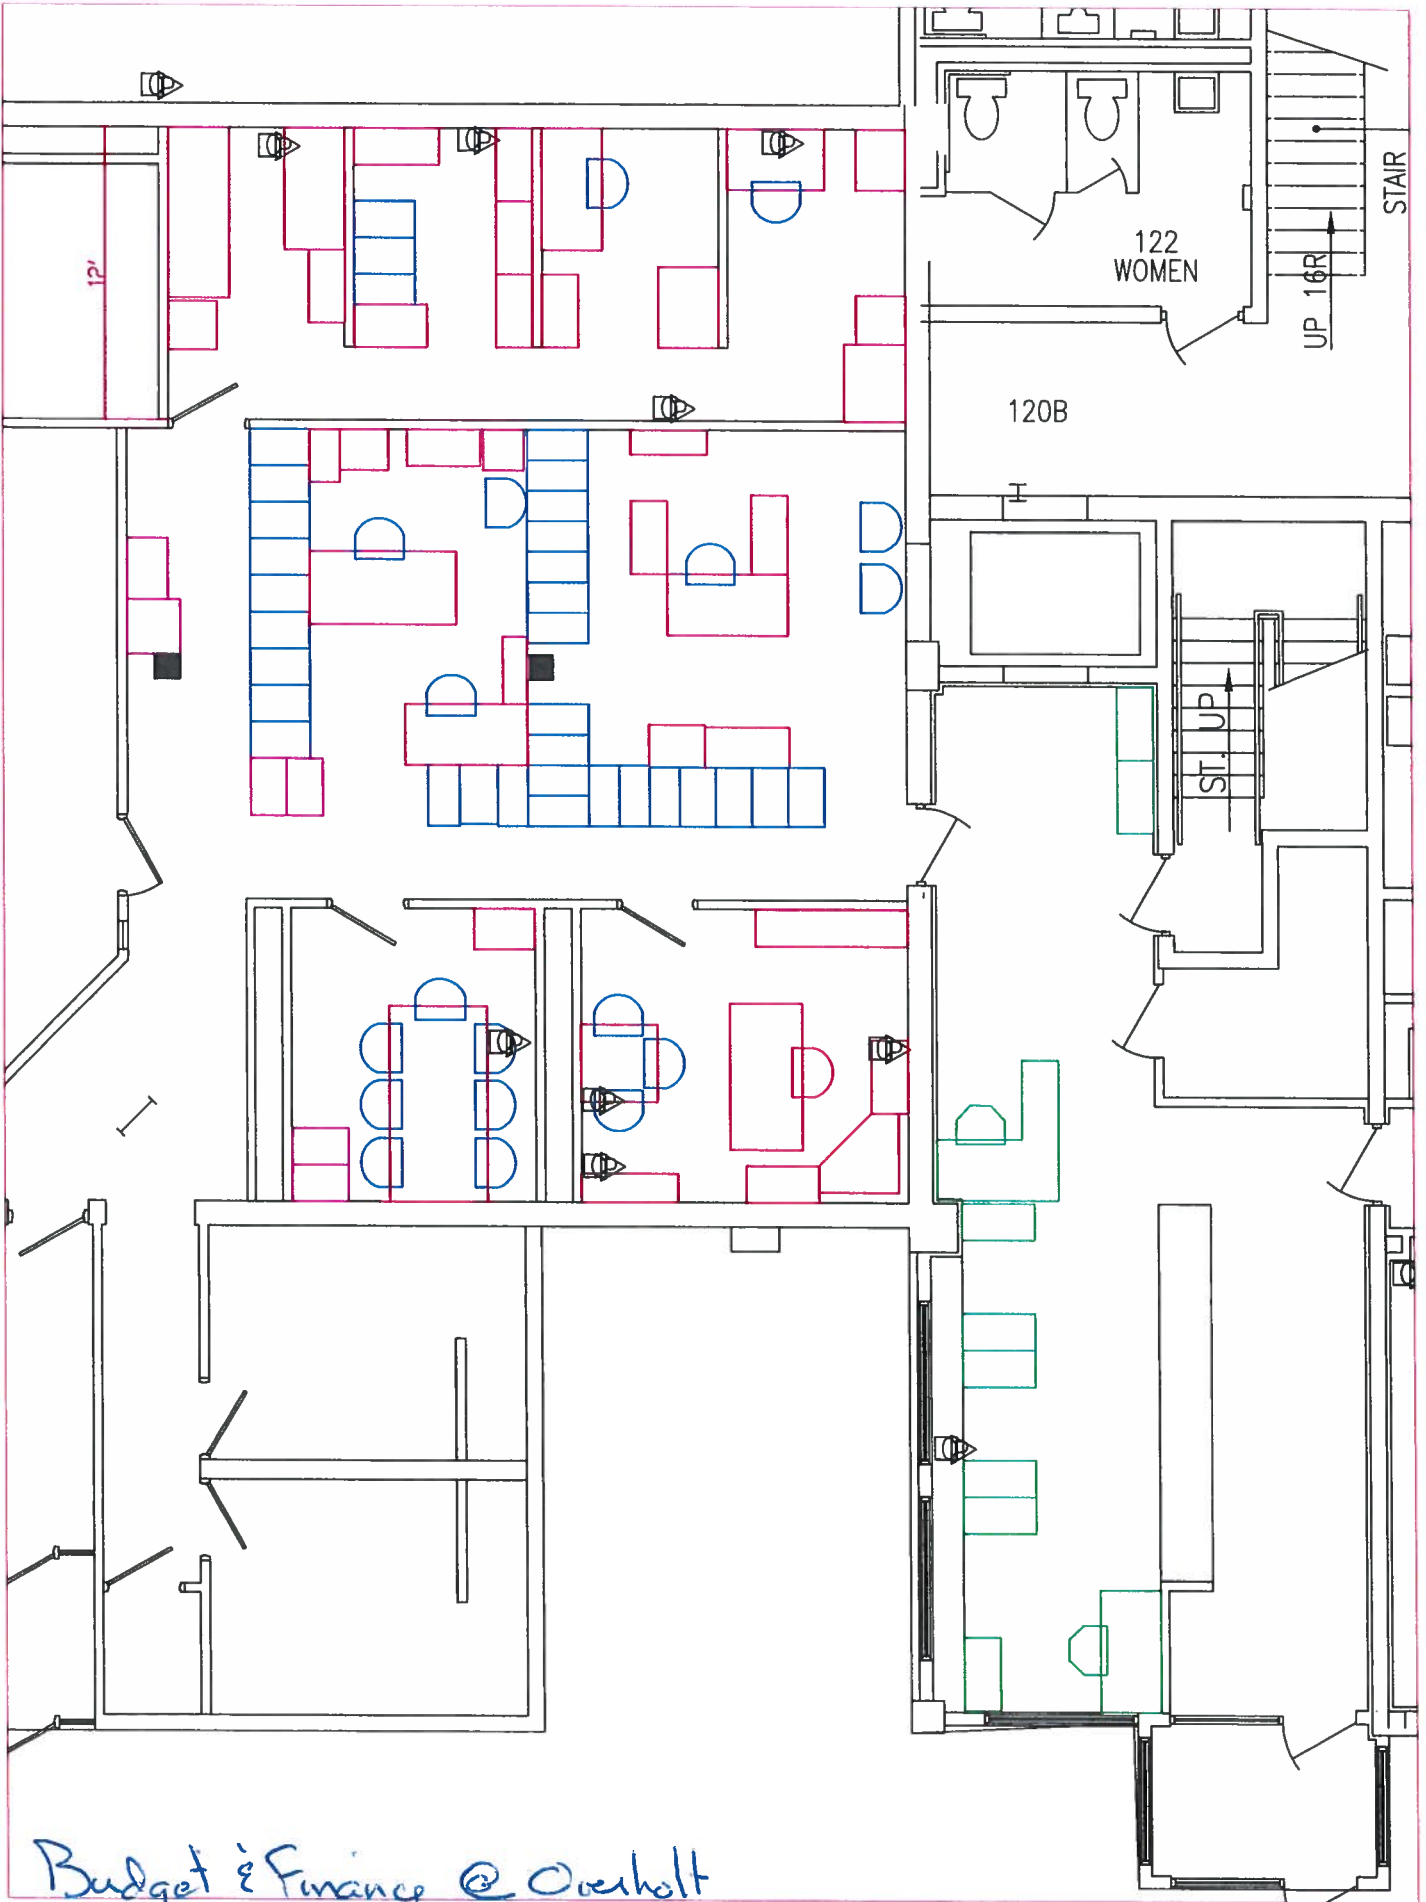 STAIR
122
WOMEN
UP 16R
12'
120B
ST. UP
Budget & Finance @ Overholt